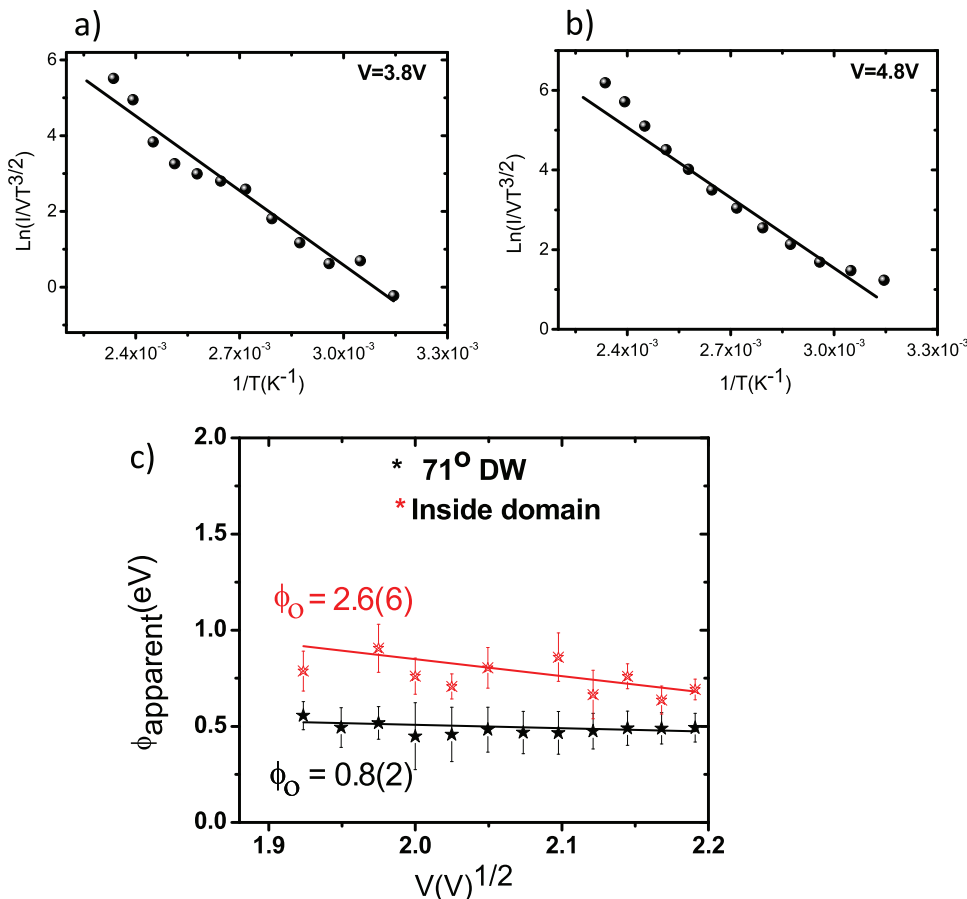 a)
V=3.8V
6
4
2
0
Ln(I/VT^3/2)
2.4x10^-3
2.7x10^-3
3.0x10^-3
3.3x10^-3
1/T(K^-1)
b)
V=4.8V
6
4
2
0
Ln(I/VT^3/2)
2.4x10^-3
2.7x10^-3
3.0x10^-3
3.3x10^-3
1/T(K^-1)
c)
* 71º DW
* Inside domain
ϕo = 2.6(6)
ϕo = 0.8(2)
2.0
1.5
1.0
0.5
0.0
ϕapparent(eV)
1.9
2.0
2.1
2.2
V(V)^1/2